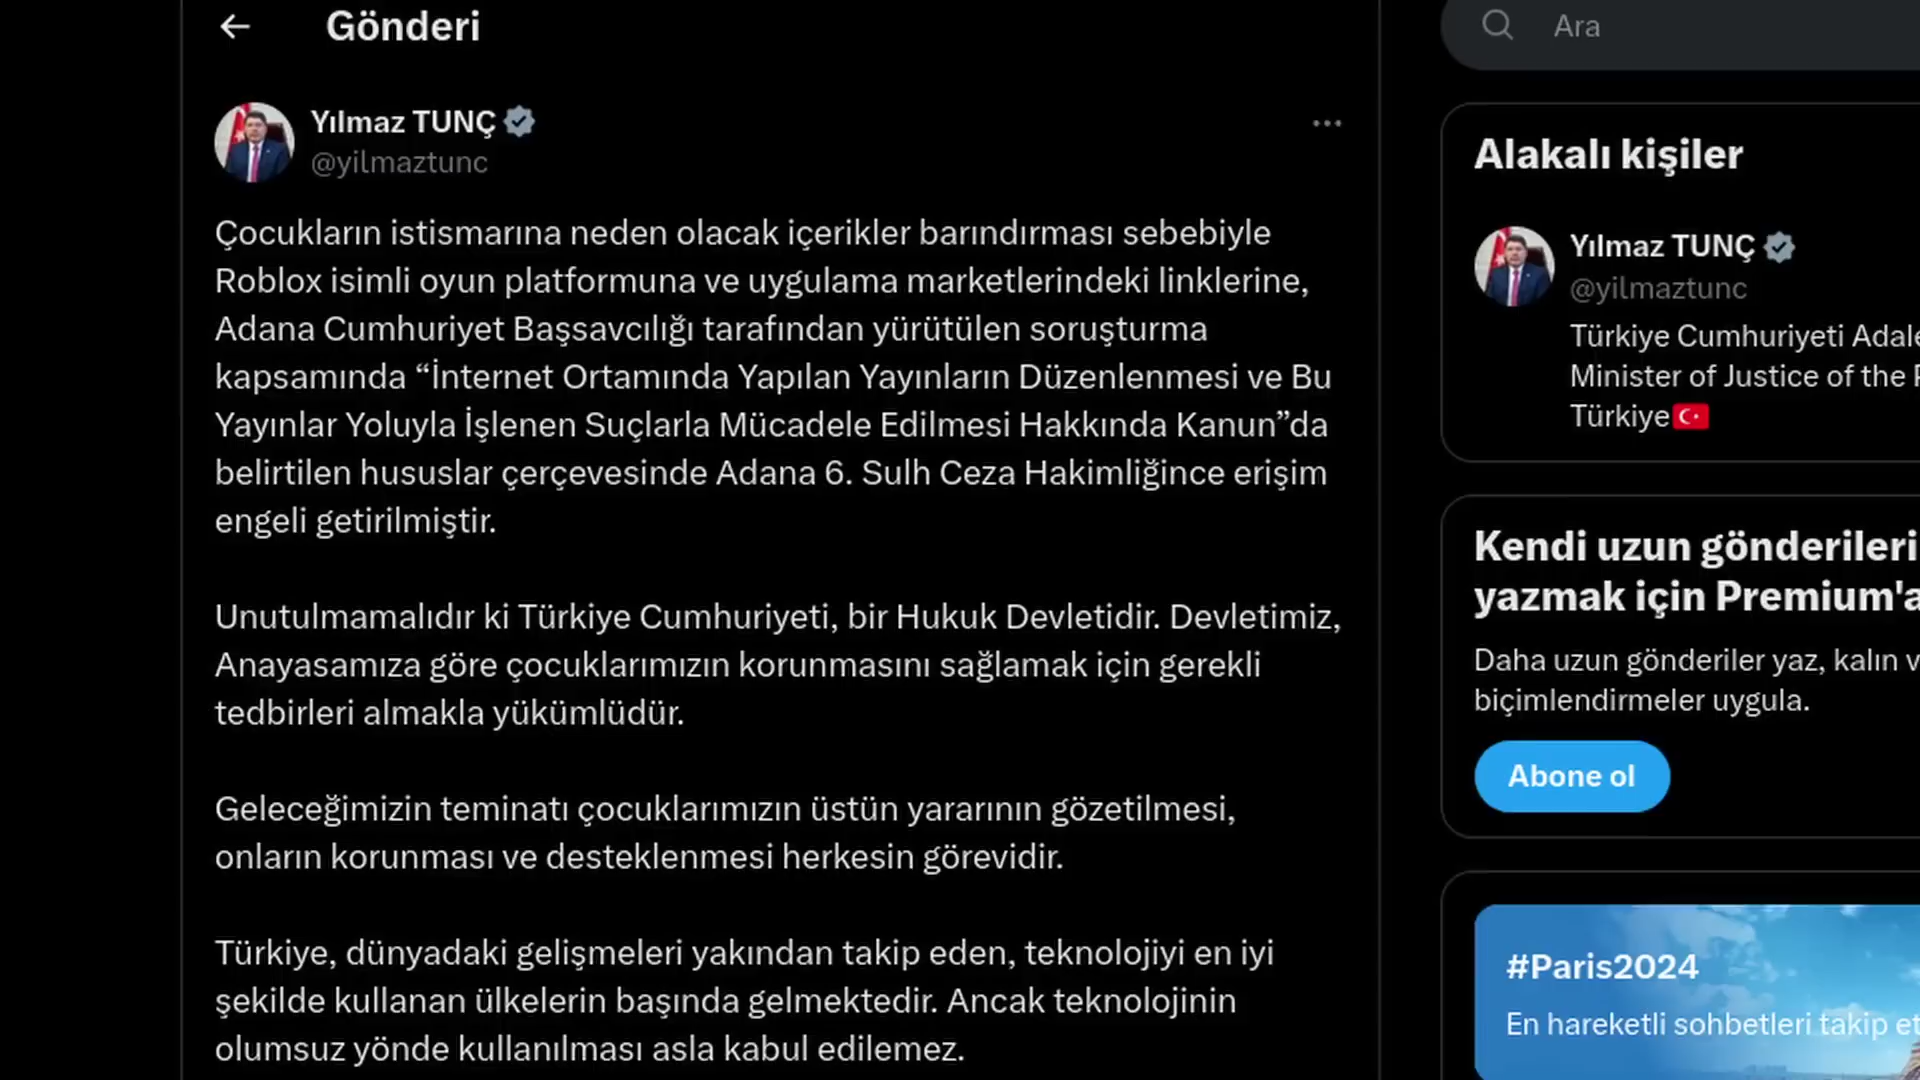 Gönderi
Yılmaz TUNÇ
@yilmaztunc
Çocukların istismarına neden olacak içerikler barındırması sebebiyle
Roblox isimli oyun platformuna ve uygulama marketlerindeki linklerine,
Adana Cumhuriyet Başsavcılığı tarafından yürütülen soruşturma
kapsamında “İnternet Ortamında Yapılan Yayınların Düzenlenmesi ve Bu
Yayınlar Yoluyla İşlenen Suçlarla Mücadele Edilmesi Hakkında Kanun”da
belirtilen hususlar çerçevesinde Adana 6. Sulh Ceza Hakimliğince erişim
engeli getirilmiştir.
Unutulmamalıdır ki Türkiye Cumhuriyeti, bir Hukuk Devletidir. Devletimiz,
Anayasamıza göre çocuklarımızın korunmasını sağlamak için gerekli
tedbirleri almakla yükümlüdür.
Geleceğimizin teminatı çocuklarımızın üstün yararının gözetilmesi,
onların korunması ve desteklenmesi herkesin görevidir.
Türkiye, dünyadaki gelişmeleri yakından takip eden, teknolojiyi en iyi
şekilde kullanan ülkelerin başında gelmektedir. Ancak teknolojinin
olumsuz yönde kullanılması asla kabul edilemez.
Ara
Alakalı kişiler
Yılmaz TUNÇ
@yilmaztunc
Türkiye Cumhuriyeti Adale
Minister of Justice of the
Türkiye
Kendi uzun gönderileri
yazmak için Premium'a
Daha uzun gönderiler yaz, kalın v
biçimlendirmeler uygula.
Abone ol
#Paris2024
En hareketli sohbetleri takip et